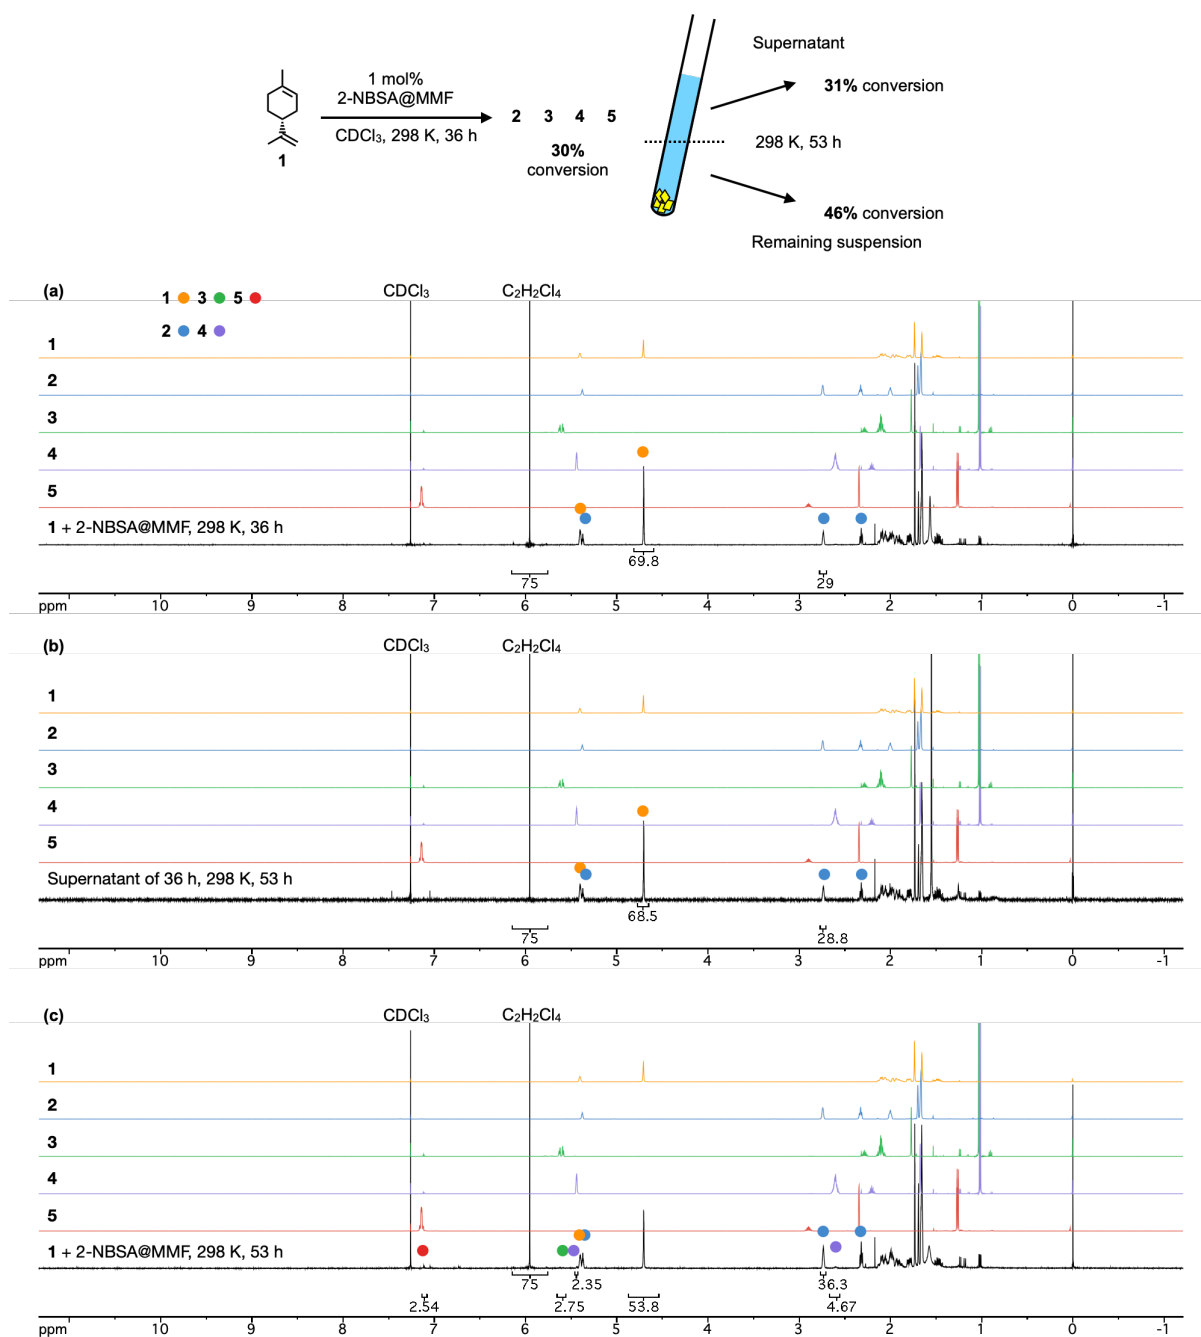 1 mol%
2-NBSA@MMF
CDCl₃, 298 K, 36 h
1
2 3 4 5
30%
conversion
Supernatant
31% conversion
298 K, 53 h
46% conversion
Remaining suspension
(a)
1 3 5
2 4
CDCl₃
C₂H₂Cl₄
1
2
3
4
5
1 + 2-NBSA@MMF, 298 K, 36 h
69.8
75
29
ppm 10 9 8 7 6 5 4 3 2 1 0 -1
(b)
CDCl₃
C₂H₂Cl₄
1
2
3
4
5
Supernatant of 36 h, 298 K, 53 h
68.5
75
28.8
ppm 10 9 8 7 6 5 4 3 2 1 0 -1
(c)
CDCl₃
C₂H₂Cl₄
1
2
3
4
5
1 + 2-NBSA@MMF, 298 K, 53 h
75 2.35 36.3
2.54 2.75 53.8 4.67
ppm 10 9 8 7 6 5 4 3 2 1 0 -1